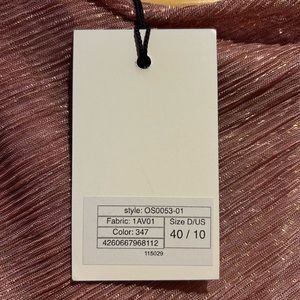 style: OS0053-01
Fabric: 1AV01 Size D/US
Color: 347 40 / 10
4260667968112
115029